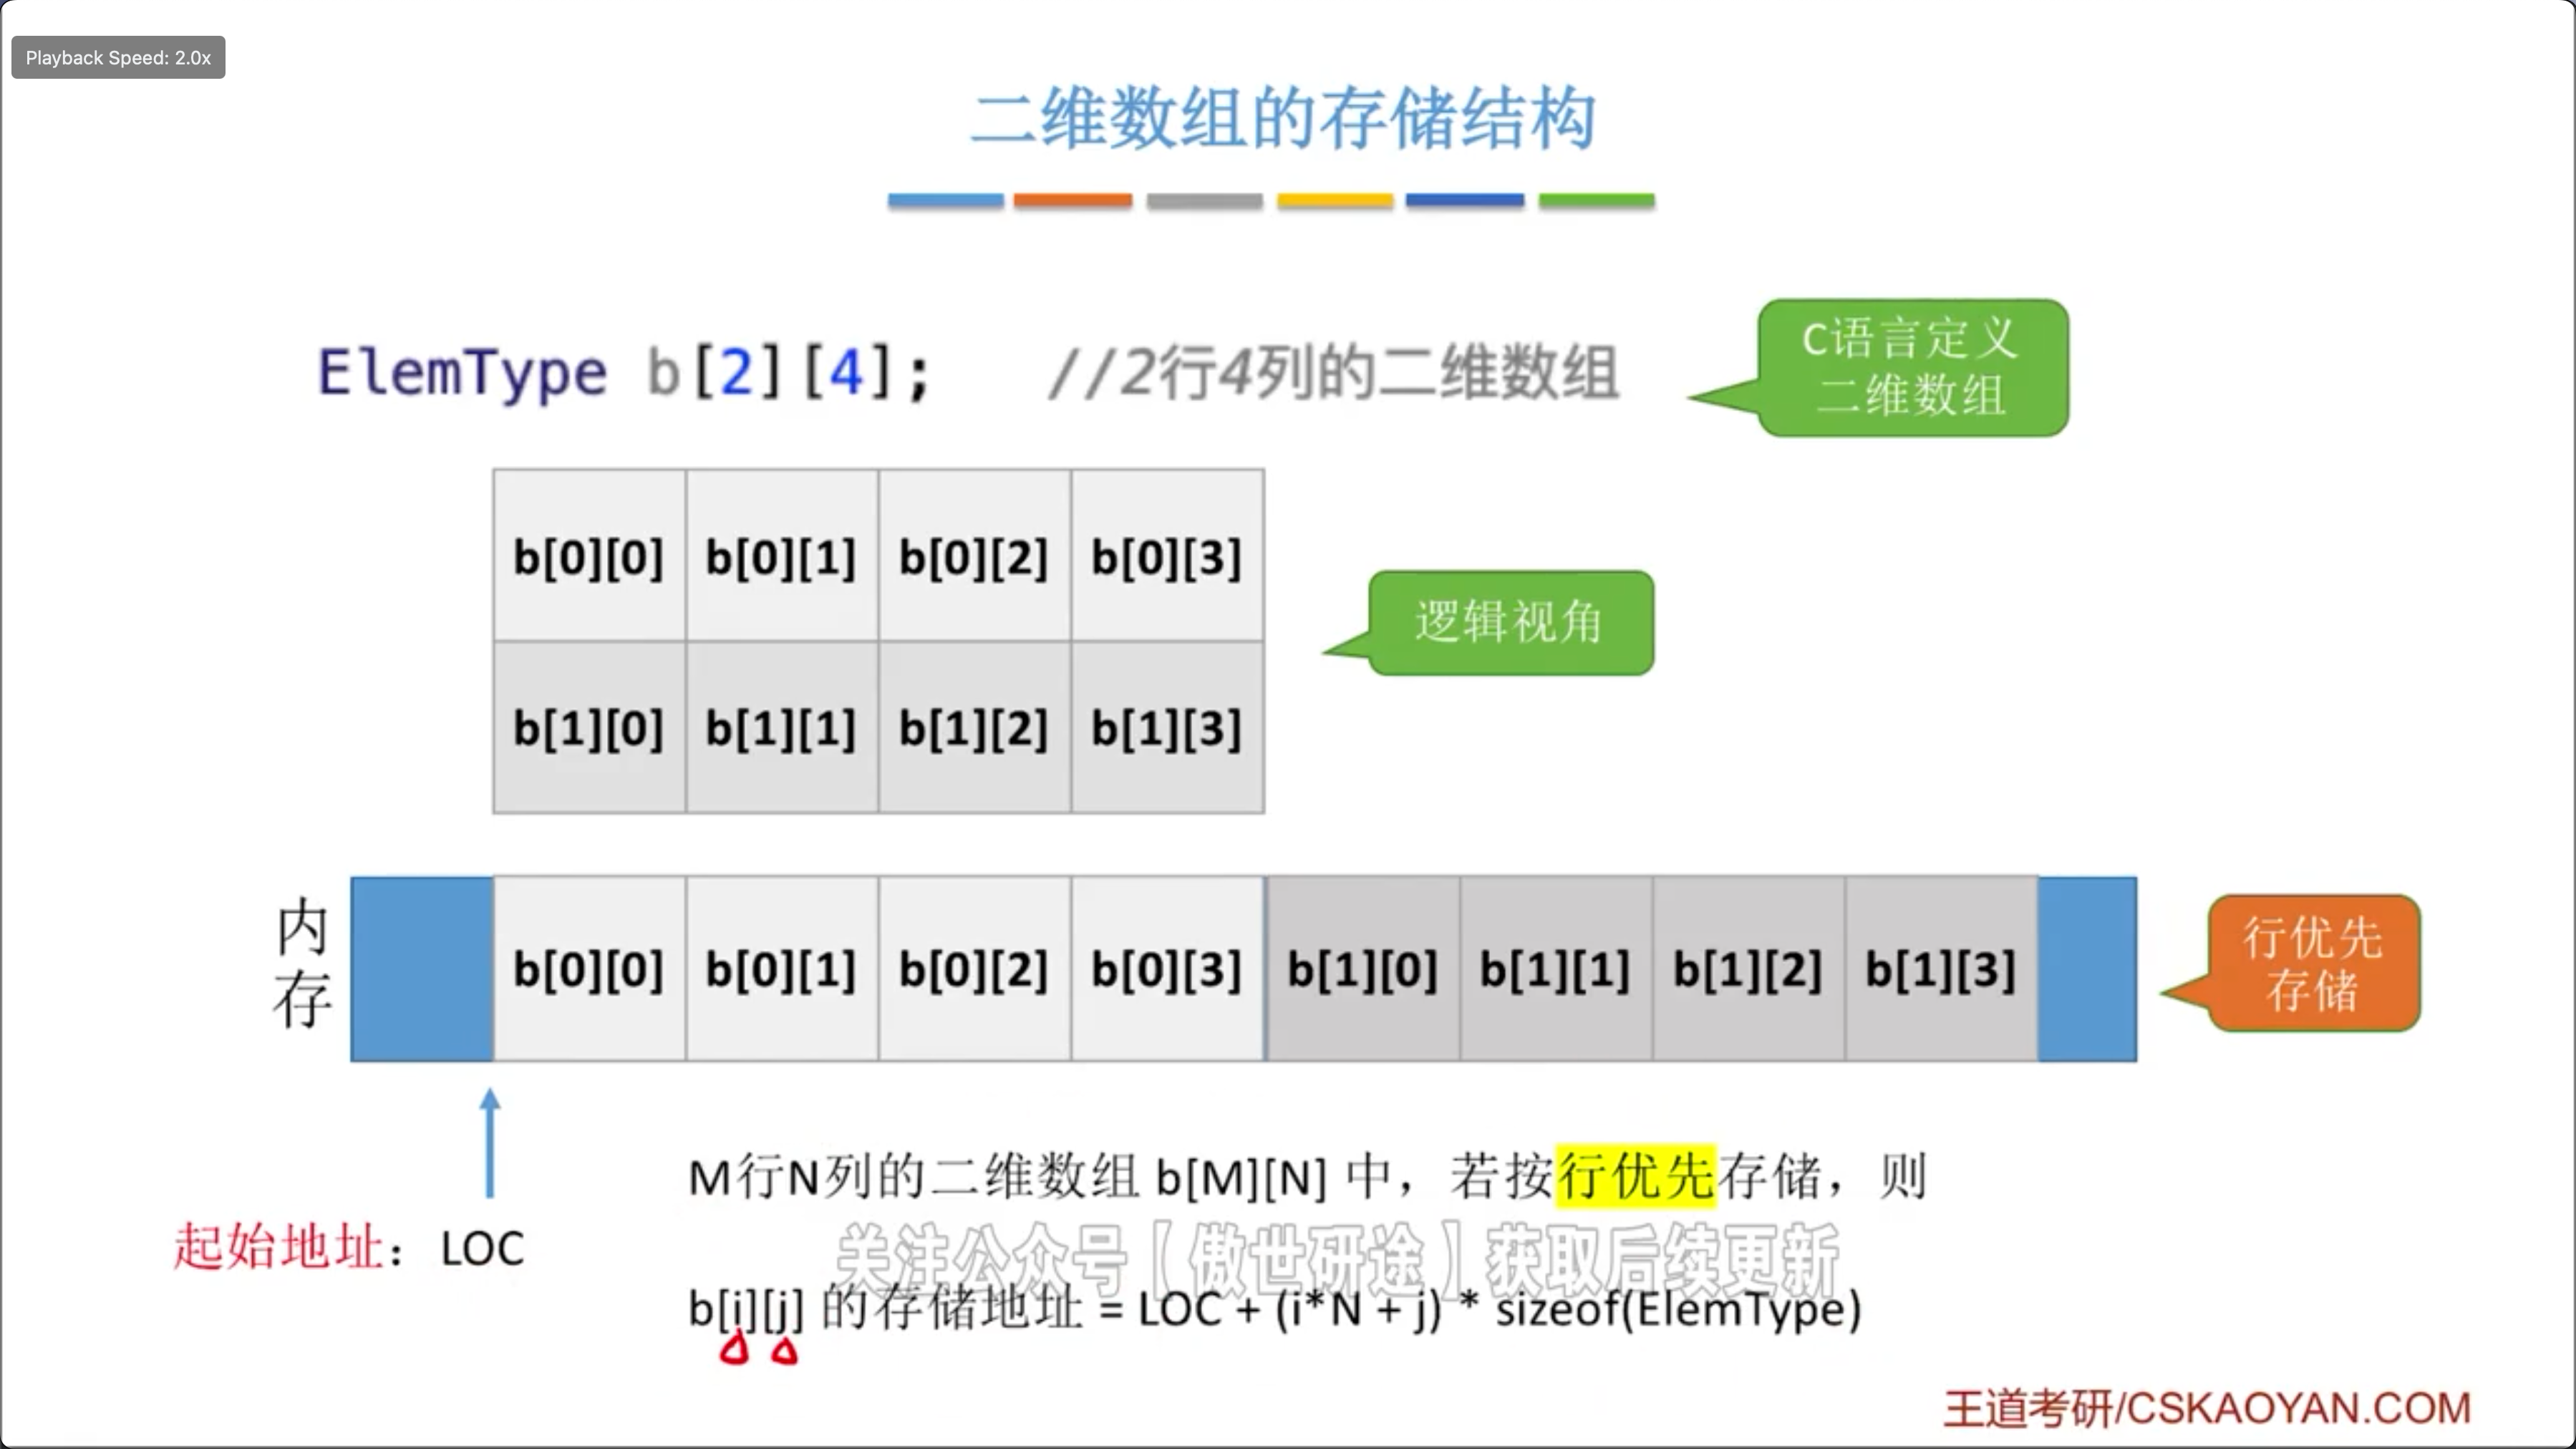 Playback Speed: 2.0x
二维数组的存储结构
ElemType b[2][4]; //2行4列的二维数组
C语言定义
二维数组
b[0][0] b[0][1] b[0][2] b[0][3]
逻辑视角
b[1][0] b[1][1] b[1][2] b[1][3]
内存
b[0][0] b[0][1] b[0][2] b[0][3] b[1][0] b[1][1] b[1][2] b[1][3]
行优先
存储
M行N列的二维数组 b[M][N] 中，若按行优先存储，则
起始地址：LOC
关注公众号【傲世研途】获取后续更新
b[i][j] 的存储地址 = LOC + (i*N + j) * sizeof(ElemType)
王道考研/CSKAOYAN.COM